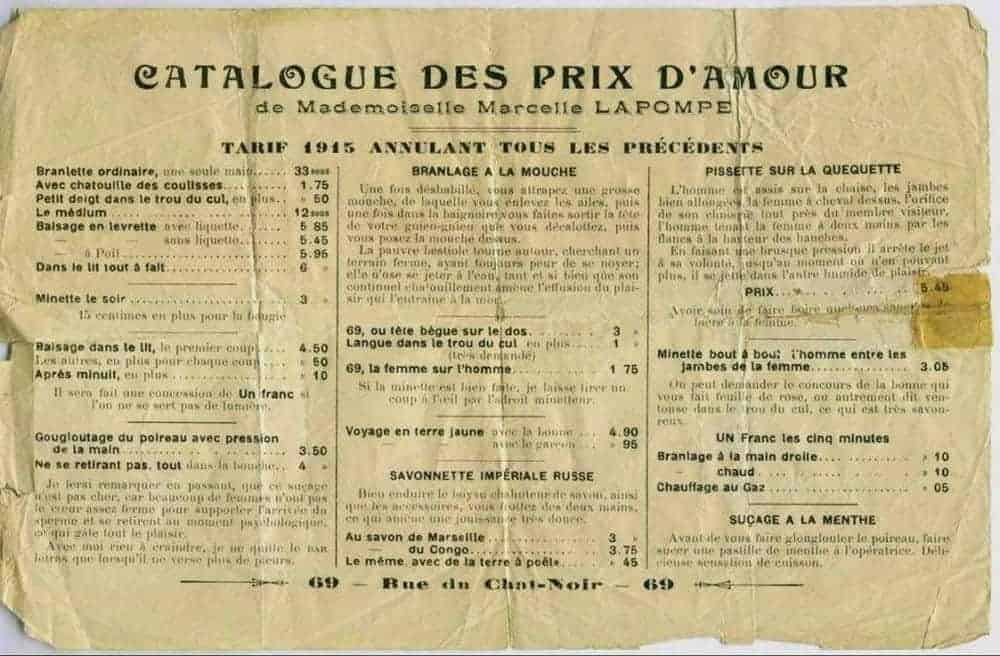 CATALOGUE DES PRIX D'AMOUR
de Mademoiselle Marcelle LAPOMPE
TARIF 1915 ANNULANT TOUS LES PRÉCÉDENTS
Branlette ordinaire, une seule main...... 33 sous
Avec chatouille des coulisses.......... 1.75
Petit doigt dans le trou du cul, en plus.. » 50
Le médium ................ 12 sous
Baisage en levrette avec liquette..... 5 85
— — sans liquette..... 5.45
— à Poil............... 5.95
Dans le lit tout à fait.............. 6 »
Minette le soir ................... 3 »
15 centimes en plus pour la bougie
Baisage dans le lit, le premier coup.... 4.50
Les autres, en plus pour chaque coup.. » 50
Après minuit, en plus ............ » 10
Il sera fait une concession de Un franc si
l'on ne se sert pas de lumière.
Gougloutage du poireau avec pression
de la main............ 3.50
Ne se retirant pas, tout dans la bouche.. 4 »
Je ferai remarquer en passant, que ce suçage
n'est pas cher, car beaucoup de femmes n'ont pas
le cœur assez ferme pour supporter l'arrivée du
sperme et se retirent au moment psychologique,
ce qui gâte tout le plaisir.
Avec moi rien à craindre, je ne quitte le
que lorsqu'il ne verse plus de pleurs.
BRANLAGE A LA MOUCHE
Une fois déshabillé, vous attrapez une grosse
mouche, de laquelle vous enlevez les ailes, puis
une fois dans la baignoire vous faites sortir la tête
de votre que vous décalottez, puis
vous posez la mouche dessus.
La pauvre bestiole tourne autour, cherchant un
terrain ferme, ayant toujours peur de se noyer;
elle n'ose se jeter à l'eau, tant et si bien que son
continuel chatouillement amène l'effusion du plai-
sir qui l'entraine à la mer.
69, ou tête bègue sur le dos......... 3 »
Langue dans le trou du cul en plus .... 1 »
(très demandé)
69, la femme sur l'homme.......... 1 75
Si la minette est bien faite, je laisse tirer un
coup à l'œil par l'adroit minetteur.
Voyage en terre jaune avec la bonne ... 4.90
— avec le garçon.. » 95
SAVONNETTE IMPÉRIALE RUSSE
Bien enduire le de savon, ainsi
que les accessoires, vous frottez des deux mains,
ce qui amène une jouissance très douce.
Au savon de Marseille............. 3 »
— du Congo............. 3.75
Le même, avec de la terre à poële.... » 45
PISSETTE SUR LA QUEQUETTE
L'homme est assis sur la chaise, les jambes
bien allongées, la femme à cheval dessus, l'orifice
de son tout près du membre visiteur,
l'homme tenant la femme à deux mains par les
flancs à la hauteur des hanches.
En faisant une brusque pression il arrête le jet
à sa volonté, jusqu'au moment où n'en pouvant
plus, il se jette dans l'antre humide de plaisir.
PRIX........... 5.45
Avoir soin de faire boire quelques
à la femme.
Minette bout à bout l'homme entre les
jambes de la femme............. 3.05
On peut demander le concours de la bonne qui
vous fait feuille de rose, ou autrement dit ven-
touse dans le trou du cul, ce qui est très savou-
reux.
UN Franc les cinq minutes
Branlage à la main droite.......... » 10
— chaud ......... » 10
Chauffage au Gaz ............... » 05
SUÇAGE A LA MENTHE
Avant de vous faire glouglouter le poireau, faire
sucer une pastille de menthe à l'opératrice. Déli-
cieuse sensation de cuisson.
69 — Rue du Chat-Noir — 69